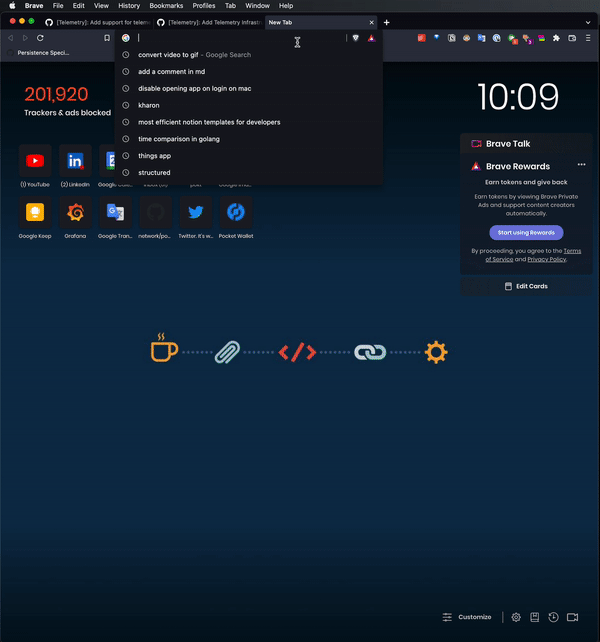 Brave File Edit View History Bookmarks Profiles Tab Window Help
[Telemetry]: Add support for telem
[Telemetry]: Add Telemetry Infrast
New Tab
Persistence Speci...
convert video to gif – Google Search
add a comment in md
disable opening app on login on mac
kharon
most efficient notion templates for developers
time comparison in golang
things app
structured
201,920
Trackers & ads blocked
10:09
(1) YouTube
(2) LinkedIn
Google Keep
Grafana
Google Tran...
network/po...
Twitter. It's w...
Pocket Wallet
Brave Talk
Brave Rewards
Earn tokens and give back
Earn tokens by viewing Brave Private
Ads and support content creators
automatically.
Start using Rewards
By proceeding, you agree to the Terms
of Service and Privacy Policy.
Edit Cards
Customize